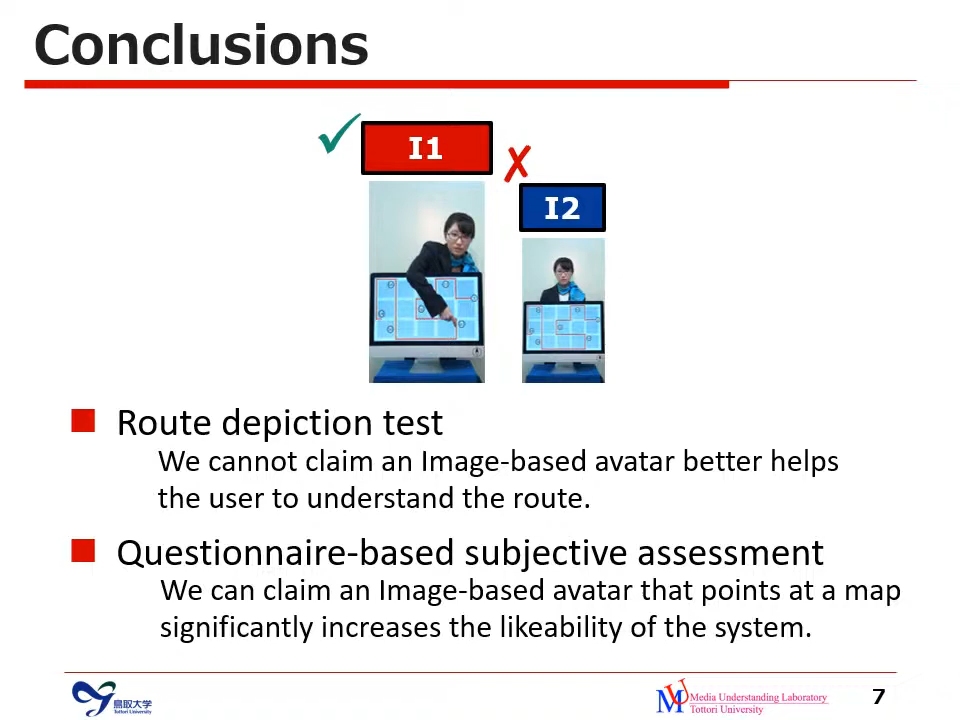 Conclusions
✓
I1
✗
I2
Route depiction test
We cannot claim an Image-based avatar better helps
the user to understand the route.
Questionnaire-based subjective assessment
We can claim an Image-based avatar that points at a map
significantly increases the likeability of the system.
鳥取大学
Tottori University
MU
Media Understanding Laboratory
Tottori University
7